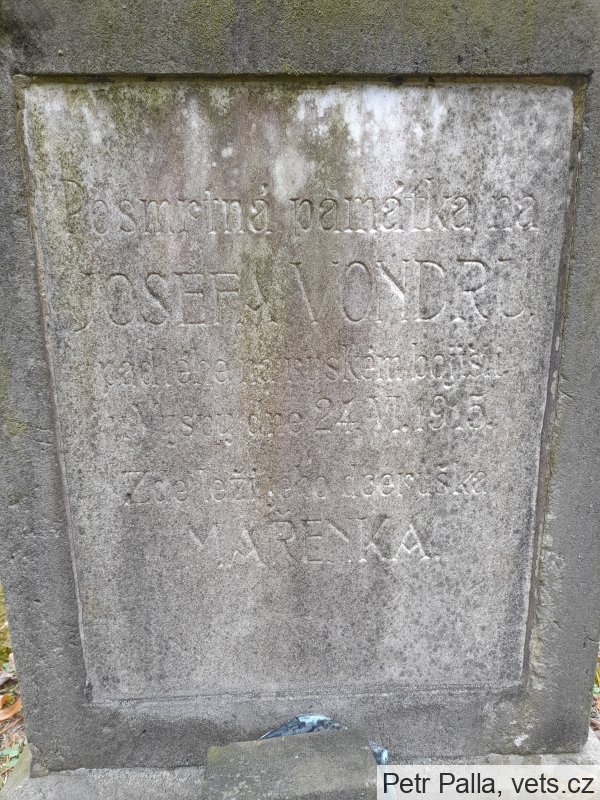 Posmrtná památka na
JOSEFA VONDRU
padlého na ruském bojišti
dne 24. VI. 1915.
Zde leží jeho dceruška
MAŘENKA.
Petr Palla, vets.cz